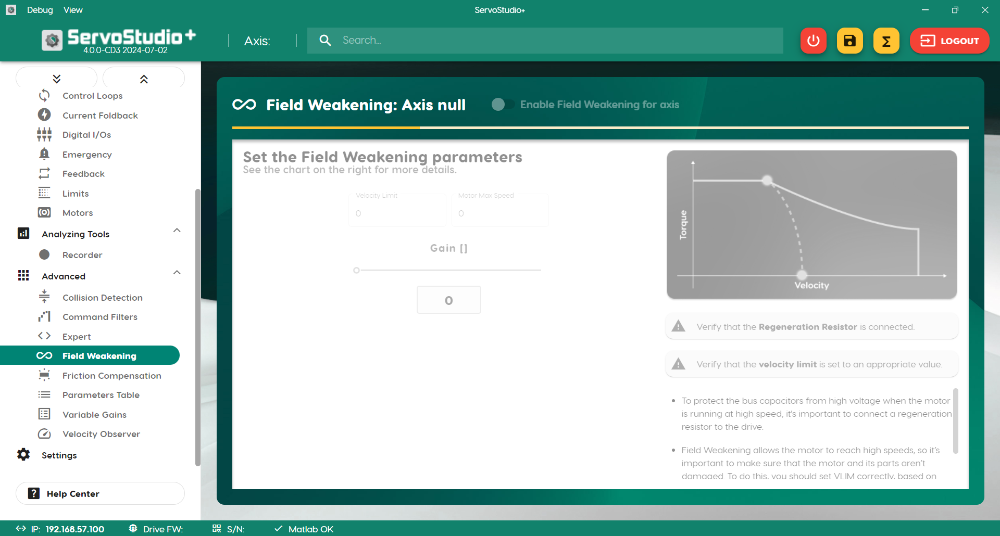 Debug View ServoStudio+
ServoStudio+
4.0.0-CD3 2024-07-02
Axis:
Search...
LOGOUT
Control Loops
Current Foldback
Digital I/Os
Emergency
Feedback
Limits
Motors
Analyzing Tools
Recorder
Advanced
Collision Detection
Command Filters
Expert
Field Weakening
Friction Compensation
Parameters Table
Variable Gains
Velocity Observer
Settings
Help Center
Field Weakening: Axis null
Enable Field Weakening for axis
Set the Field Weakening parameters
See the chart on the right for more details.
Velocity Limit
0
Motor Max Speed
0
Gain []
0
Torque
Velocity
Verify that the Regeneration Resistor is connected.
Verify that the velocity limit is set to an appropriate value.
To protect the bus capacitors from high voltage when the motor
is running at high speed, it's important to connect a regeneration
resistor to the drive.
Field Weakening allows the motor to reach high speeds, so it's
important to make sure that the motor and its parts aren't
damaged. To do this, you should set VLIM correctly, based on
IP: 192.168.57.100 Drive FW: S/N: Matlab OK